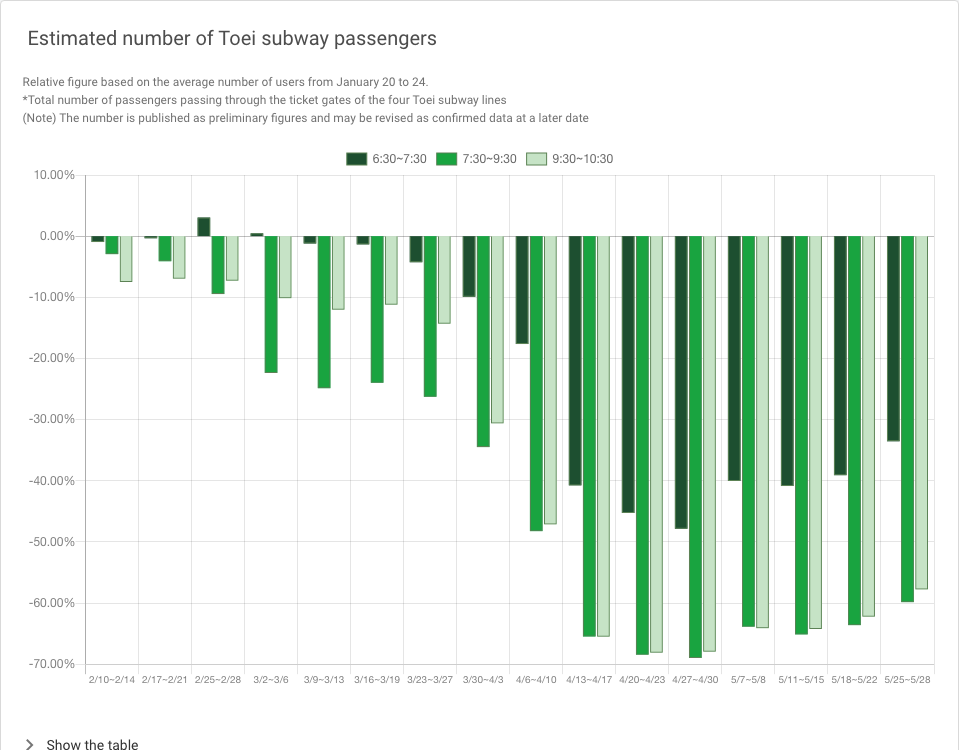 Estimated number of Toei subway passengers
Relative figure based on the average number of users from January 20 to 24.
*Total number of passengers passing through the ticket gates of the four Toei subway lines
(Note) The number is published as preliminary figures and may be revised as confirmed data at a later date
6:30~7:30 7:30~9:30 9:30~10:30
10.00%
0.00%
-10.00%
-20.00%
-30.00%
-40.00%
-50.00%
-60.00%
-70.00%
2/10~2/14 2/17~2/21 2/25~2/28 3/2~3/6 3/9~3/13 3/16~3/19 3/23~3/27 3/30~4/3 4/6~4/10 4/13~4/17 4/20~4/23 4/27~4/30 5/7~5/8 5/11~5/15 5/18~5/22 5/25~5/28
Show the table